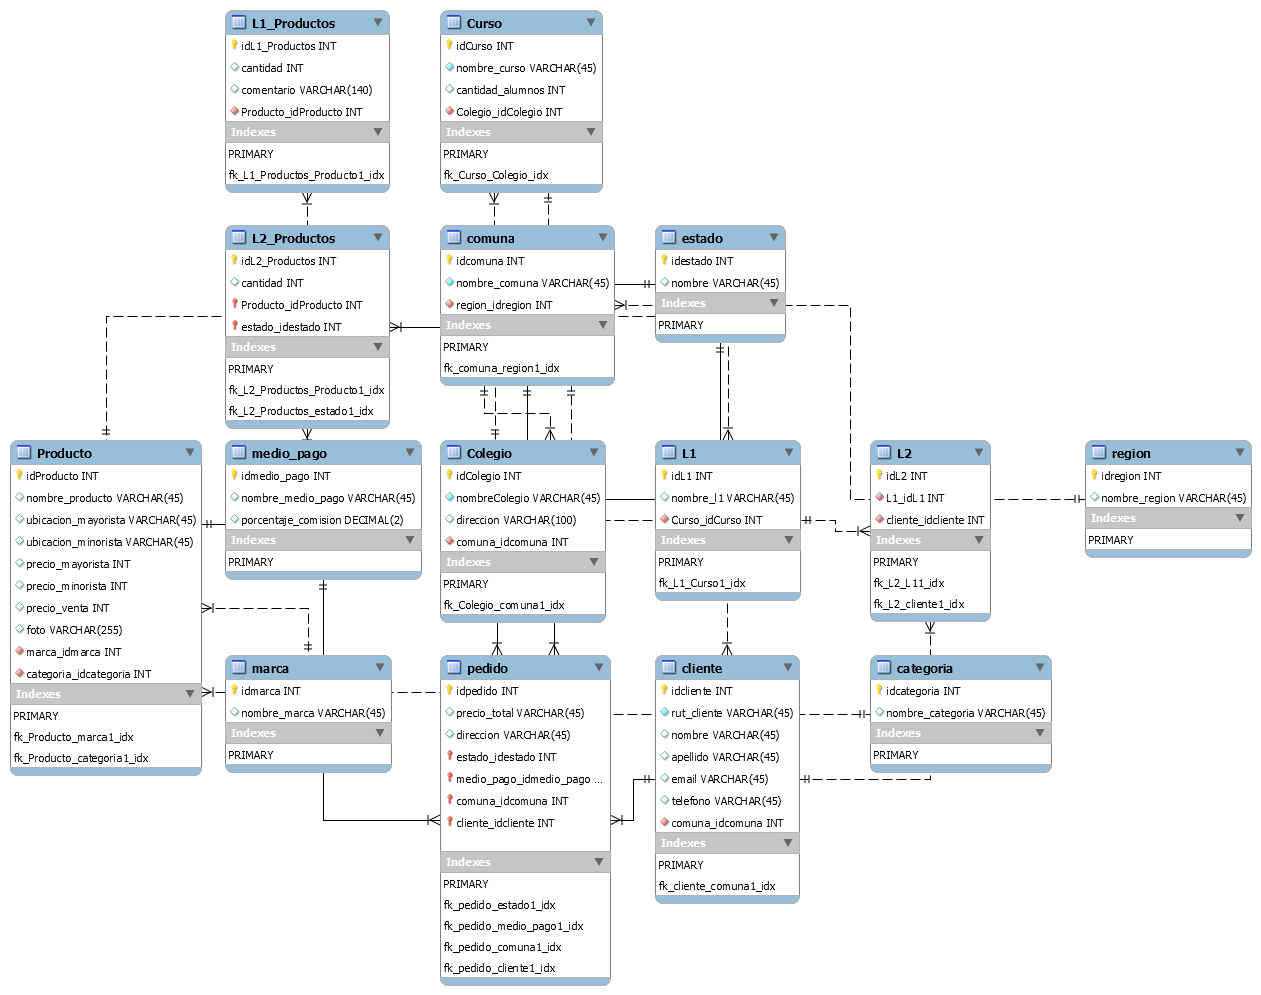 L1_Productos
idL1_Productos INT
cantidad INT
comentario VARCHAR(140)
Producto_idProducto INT
Indexes
PRIMARY
fk_L1_Productos_Producto1_idx
Curso
idCurso INT
nombre_curso VARCHAR(45)
cantidad_alumnos INT
Colegio_idColegio INT
Indexes
PRIMARY
fk_Curso_Colegio_idx
L2_Productos
idL2_Productos INT
cantidad INT
Producto_idProducto INT
estado_idestado INT
Indexes
PRIMARY
fk_L2_Productos_Producto1_idx
fk_L2_Productos_estado1_idx
comuna
idcomuna INT
nombre_comuna VARCHAR(45)
region_idregion INT
Indexes
PRIMARY
fk_comuna_region1_idx
estado
idestado INT
nombre VARCHAR(45)
Indexes
PRIMARY
Producto
idProducto INT
nombre_producto VARCHAR(45)
ubicacion_mayorista VARCHAR(45)
ubicacion_minorista VARCHAR(45)
precio_mayorista INT
precio_minorista INT
precio_venta INT
foto VARCHAR(255)
marca_idmarca INT
categoria_idcategoria INT
Indexes
PRIMARY
fk_Producto_marca1_idx
fk_Producto_categoria1_idx
medio_pago
idmedio_pago INT
nombre_medio_pago VARCHAR(45)
porcentaje_comision DECIMAL(2)
Indexes
PRIMARY
Colegio
idColegio INT
nombreColegio VARCHAR(45)
direccion VARCHAR(100)
comuna_idcomuna INT
Indexes
PRIMARY
fk_Colegio_comuna1_idx
L1
idL1 INT
nombre_l1 VARCHAR(45)
Curso_idCurso INT
Indexes
PRIMARY
fk_L1_Curso1_idx
L2
idL2 INT
L1_idL1 INT
cliente_idcliente INT
Indexes
PRIMARY
fk_L2_L11_idx
fk_L2_cliente1_idx
region
idregion INT
nombre_region VARCHAR(45)
Indexes
PRIMARY
marca
idmarca INT
nombre_marca VARCHAR(45)
Indexes
PRIMARY
pedido
idpedido INT
precio_total VARCHAR(45)
direccion VARCHAR(45)
estado_idestado INT
medio_pago_idmedio_pago ...
comuna_idcomuna INT
cliente_idcliente INT
Indexes
PRIMARY
fk_pedido_estado1_idx
fk_pedido_medio_pago1_idx
fk_pedido_comuna1_idx
fk_pedido_cliente1_idx
cliente
idcliente INT
rut_cliente VARCHAR(45)
nombre VARCHAR(45)
apellido VARCHAR(45)
email VARCHAR(45)
telefono VARCHAR(45)
comuna_idcomuna INT
Indexes
PRIMARY
fk_cliente_comuna1_idx
categoria
idcategoria INT
nombre_categoria VARCHAR(45)
Indexes
PRIMARY